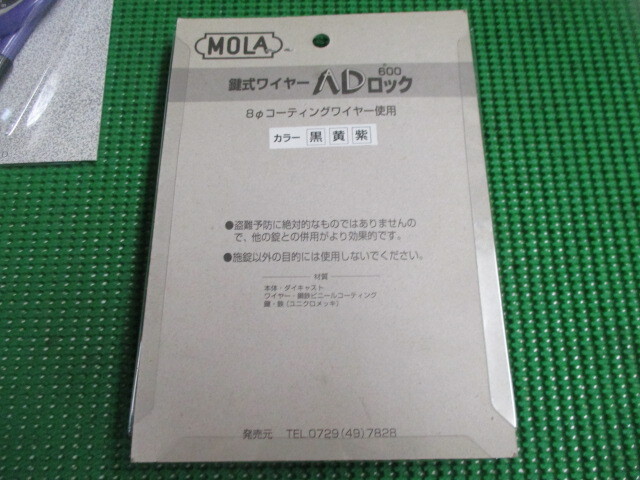 MOLA
鍵式ワイヤー ADロック 600
8φコーティングワイヤー使用
カラー 黒 黄 紫
●盗難予防に絶対的なものではありませんの
で、他の錠との併用がより効果的です。
●施錠以外の目的には使用しないでください。
材質
本体・ダイキャスト
ワイヤー・鋼鉄ビニールコーティング
鍵・鉄(ユニクロメッキ)
発売元 TEL.0729(49)7828